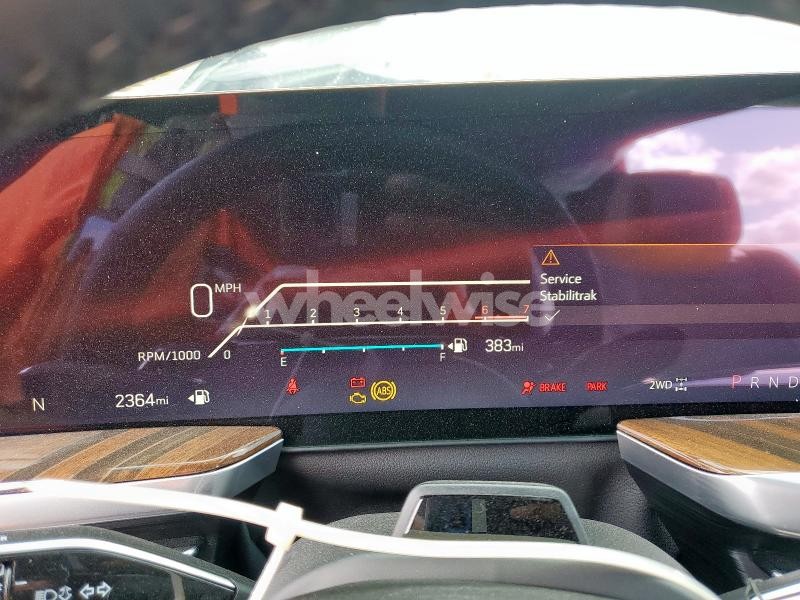 wheelwise
0 MPH
Service
Stabilitrak
1 2 3 4 5 6 7
RPM/1000 0
E F 383mi
N 2364mi ABS BRAKE PARK 2WD P R N D